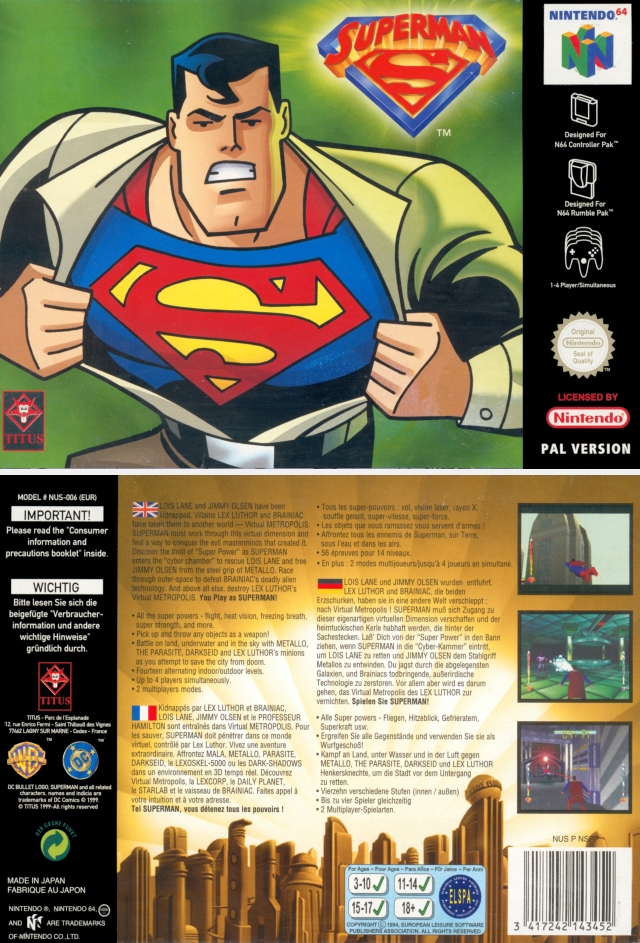 SUPERMAN
TM
NINTENDO 64
Designed For
N64 Controller Pak™
Designed For
N64 Rumble Pak™
1-4 Player/Simultaneous
Original
Nintendo
Seal of
Quality
TM
LICENSED BY
Nintendo
PAL VERSION
TITUS
MODEL # NUS-006 (EUR)
IMPORTANT!
Please read the "Consumer
information and
precautions booklet" inside.
WICHTIG
Bitte lesen Sie sich die
beigefügte "Verbraucher-
information und andere
wichtige Hinweise"
gründlich durch.
TITUS
TITUS - Parc de l'Esplanade
12, rue Enrico Fermi - Saint Thibault des Vignes
77462 LAGNY SUR MARNE - Cedex - France
DC
DC BULLET LOGO, SUPERMAN and all related
characters, names and indicia are
trademarks of DC Comics © 1999.
© TITUS 1999-All rights reserved
DER GRÜNE PUNKT
MADE IN JAPAN
FABRIQUE AU JAPON
NINTENDO ®, NINTENDO 64,
AND ARE TRADEMARKS
OF NINTENDO CO.,LTD.
LOIS LANE and JIMMY OLSEN have been
kidnapped. Villains LEX LUTHOR and BRAINIAC
have taken them to another world — Virtual METROPOLIS.
SUPERMAN must work through this virtual dimension and
find a way to conquer the evil masterminds that created it.
Discover the thrill of "Super Power" as SUPERMAN
enters the "cyber chamber" to rescue LOIS LANE and free
JIMMY OLSEN from the steel grip of METALLO. Race
through outer-space to defeat BRAINIAC's deadly alien
technology. And above all else, destroy LEX LUTHOR's
Virtual METROPOLIS. You Play as SUPERMAN!
• All the super powers - flight, heat vision, freezing breath,
super strength, and more.
• Pick up and throw any objects as a weapon!
• Battle on land, underwater and in the sky with METALLO,
THE PARASITE, DARKSEID and LEX LUTHOR's minions
as you attempt to save the city from doom.
• Fourteen alternating indoor/outdoor levels.
• Up to 4 players simultaneously.
• 2 multiplayers modes.
Kidnappés par LEX LUTHOR et BRAINIAC,
LOIS LANE, JIMMY OLSEN et le PROFESSEUR
HAMILTON sont entraînés dans Virtual METROPOLIS. Pour
les sauver, SUPERMAN doit pénétrer dans ce monde
virtuel, contrôlé par Lex Luthor. Vivez une aventure
extraordinaire. Affrontez MALA, METALLO, PARASITE,
DARKSEID, le LEXOSKEL-5000 ou les DARK-SHADOWS
dans un environnement en 3D temps réel. Découvrez
Virtual Metropolis, la LEXCORP, le DAILY PLANET,
le STARLAB et le vaisseau de BRAINIAC. Faites appel à
votre intuition et à votre adresse.
Tel SUPERMAN, vous détenez tous les pouvoirs !
• Tous les super-pouvoirs : vol, vision laser, rayon X,
souffle gelant, super-vitesse, super-force.
• Les objets que vous ramassez vous servent d'armes !
• Affrontez tous les ennemis de Superman, sur Terre,
sous l'eau et dans les airs.
• 56 épreuves pour 14 niveaux.
• En plus : 2 modes multijoueurs/jusqu'à 4 joueurs en simultané.
LOIS LANE und JIMMY OLSEN wurden entführt.
LEX LUTHOR und BRAINIAC, die beiden
Erzschurken, haben sie in eine andere Welt verschleppt :
nach Virtual Metropolis ! SUPERMAN muß sich Zugang zu
dieser eigenartigen virtuellen Dimension verschaffen und der
heimtückischen Kerle habhaft werden, die hinter der
Sachestecken. Laß' Dich von der "Super Power" in den Bann
ziehen, wenn SUPERMAN in die "Cyber-Kammer" eintritt,
um LOIS LANE zu retten und JIMMY OLSEN dem Stahlgriff
Metallos zu entwinden. Du jagst durch die abgelegensten
Galaxien, und Brainiacs todbringende, außerirdische
Technologie zu zerstoren. Vor allem aber wird es darum
gehen, das Virtual Metropolis des LEX LUTHOR zur
vernichten. Spielen Sie SUPERMAN!
• Alle Super powers - Fliegen, Hitzeblick, Gefrieratem,
Superkraft usw.
• Ergreifen Sie alle Gegenstände und verwenden Sie sie als
Wurfgeschoß!
• Kampf an Land, unter Wasser und in der Luft gegen
METALLO, THE PARASITE, DARKSEID und LEX LUTHOR
Henkersknechte, um die Stadt vor dem Untergang
zu retten.
• Vierzehn verschiedene Stufen (innen / außen)
• Bis zu vier Spieler gleichzeitig
• 2 Multiplayer-Spielarten.
For Ages - Pour Ages - Para Años - Für Jahre - Per Anni
3-10
11-14
15-17
18+
ELSPA
COPYRIGHT © 1994, EUROPEAN LEISURE SOFTWARE
PUBLISHERS ASSOCIATION. ALL RIGHTS RESERVED
NUS P
3 417242 143452